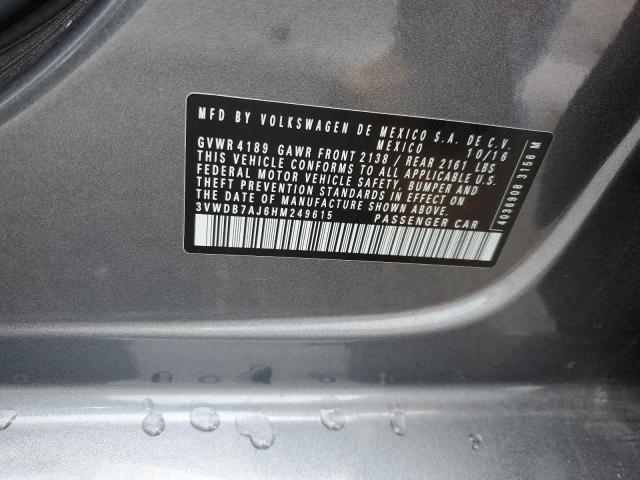 MFD BY VOLKSWAGEN DE MEXICO S.A. DE C.V.
MEXICO 10/16
GVWR 4189 GAWR FRONT 2138 / REAR 2161 LBS
THIS VEHICLE CONFORMS TO ALL APPLICABLE U.S.
FEDERAL MOTOR VEHICLE SAFETY, BUMPER AND
THEFT PREVENTION STANDARDS IN EFFECT ON
THE DATE OF MANUFACTURE SHOWN ABOVE.
3VWDB7AJ6HM249615 PASSENGER CAR
4036908 3156 M